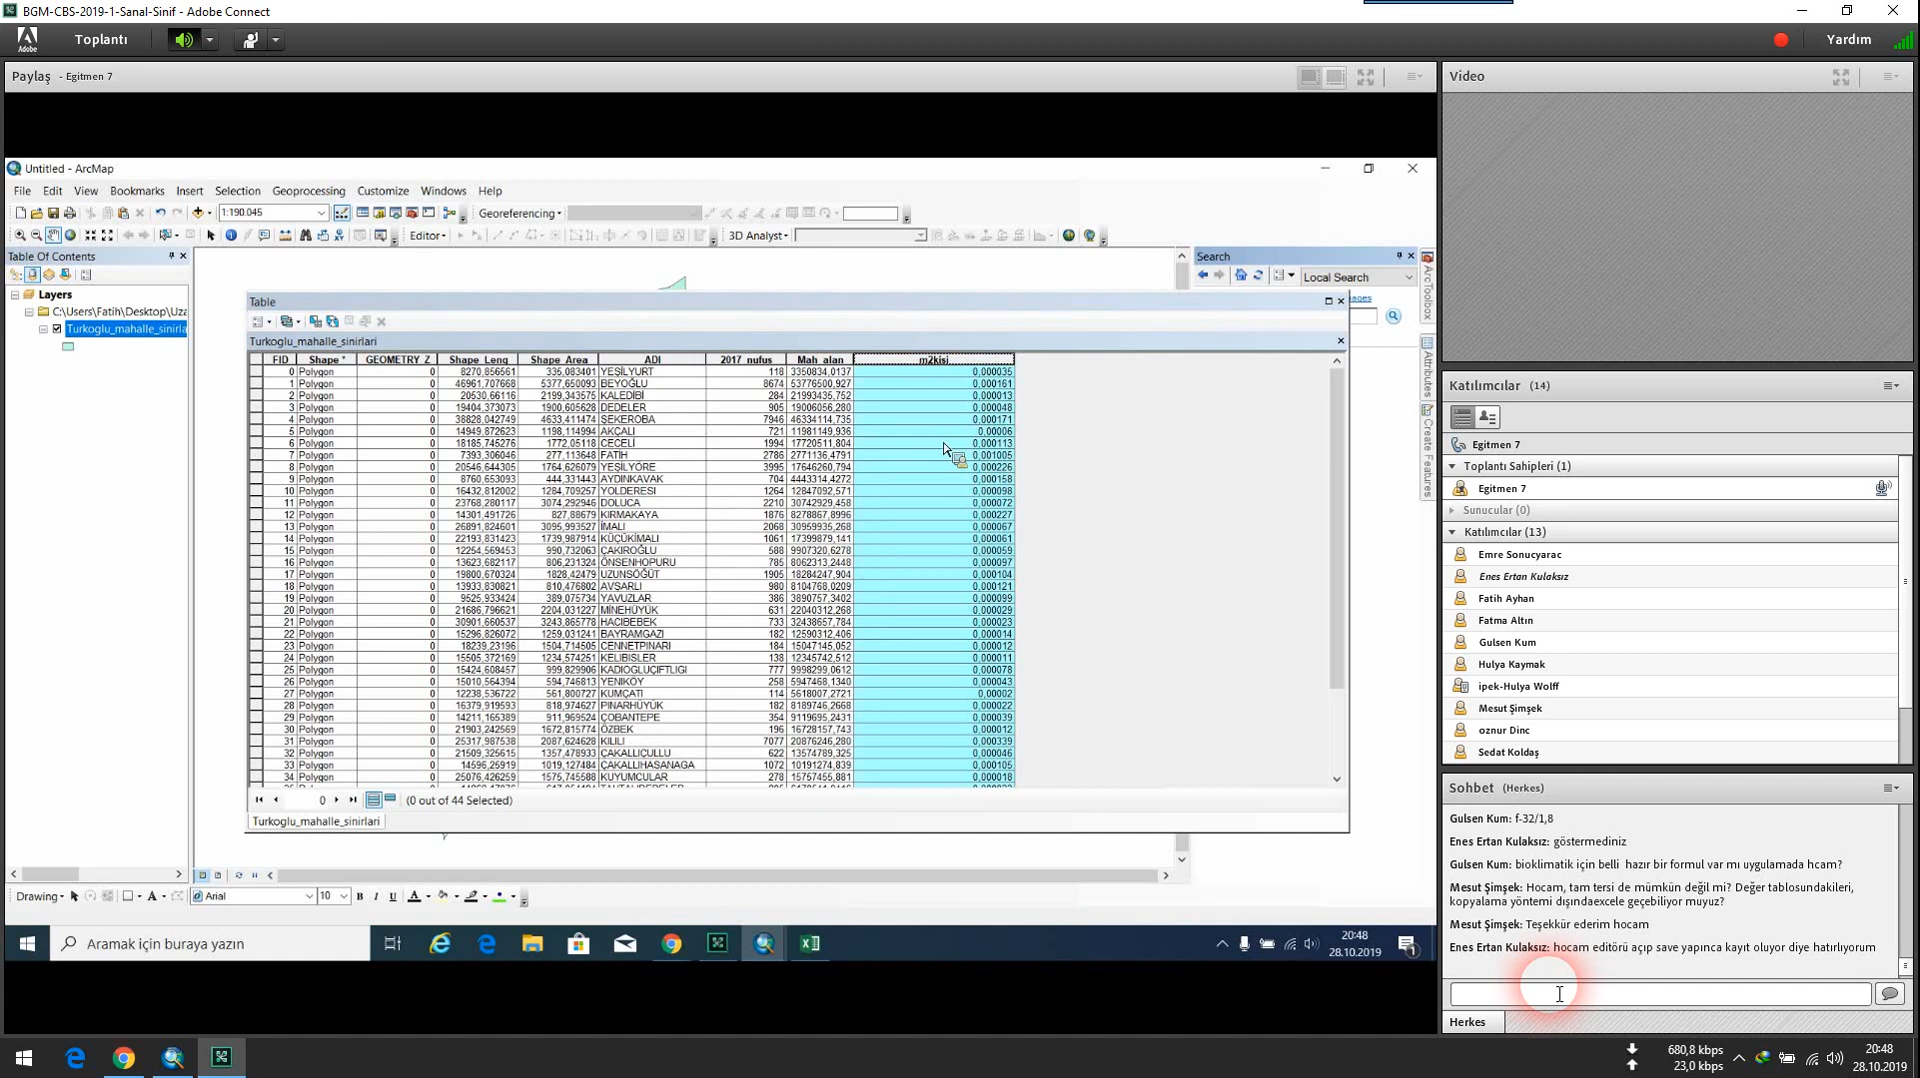 BGM-CBS-2019-1-Sanal-Sinif - Adobe Connect
Adobe
Toplantı
Yardım
Paylaş - Egitmen 7
Untitled - ArcMap
File Edit View Bookmarks Insert Selection Geoprocessing Customize Windows Help
1:190.045
Georeferencing
Editor
3D Analyst
Table Of Contents
Layers
C:\Users\Fatih\Desktop\Uza
Turkoglu_mahalle_sinirla
Search
Local Search
ArcToolbox
Attributes
Create Features
Table
Turkoglu_mahalle_sinirlari
FID Shape * GEOMETRY_Z Shape_Leng Shape_Area ADI 2017_nufus Mah_alan m2kisi
0 Polygon 0 8270,856561 335,083401 YEŞİLYURT 118 3350834,0137 0,000035
1 Polygon 0 46961,707668 5377,650093 BEYOĞLU 8674 53776500,927 0,000161
2 Polygon 0 20530,66116 2199,343575 KALEDİBİ 284 21993435,752 0,000013
3 Polygon 0 19404,373073 1900,605628 DEDELER 905 19006056,280 0,000048
4 Polygon 0 38828,042749 4633,411474 ŞEKEROBA 7946 46334114,735 0,000171
5 Polygon 0 14949,872623 1198,114994 AKÇALI 721 11981149,936 0,00006
6 Polygon 0 18185,745276 1772,05118 CECELİ 1994 17720511,804 0,000113
7 Polygon 0 7393,306046 277,113648 FATİH 2786 2771136,4791 0,001005
8 Polygon 0 20546,644305 1764,626079 YEŞİLYÖRE 3995 17646260,794 0,000226
9 Polygon 0 8760,653093 444,331443 AYDINKAVAK 704 4443314,4272 0,000158
10 Polygon 0 16432,812002 1284,709257 YOLDERESİ 1264 12847092,571 0,000098
11 Polygon 0 23768,280117 3074,292946 DOLUCA 2210 30742929,458 0,000072
12 Polygon 0 14301,491726 827,88679 KIRMAKAYA 1876 8278867,8996 0,000227
13 Polygon 0 26891,824601 3095,993527 İMALI 2068 30959935,268 0,000067
14 Polygon 0 22193,831423 1739,987914 KÜÇÜKİMALI 1061 17399879,141 0,000061
15 Polygon 0 12254,569453 990,732063 ÇAKIROĞLU 588 9907320,6278 0,000059
16 Polygon 0 13623,682117 806,231324 ÖNSENHOPURU 785 8062313,2448 0,000097
17 Polygon 0 19800,670324 1828,42479 UZUNSÖĞÜT 1905 18284247,904 0,000104
18 Polygon 0 13933,830821 810,476802 AVŞARLI 980 8104768,0209 0,000121
19 Polygon 0 9525,933424 389,075734 YAVUZLAR 386 3890757,3402 0,000099
20 Polygon 0 21686,796621 2204,031227 MİNEHÜYÜK 631 22040312,268 0,000029
21 Polygon 0 30901,660537 3243,865778 HACIBEBEK 733 32438657,784 0,000023
22 Polygon 0 15296,826072 1259,031241 BAYRAMGAZI 182 12590312,406 0,000014
23 Polygon 0 18239,23196 1504,714505 CENNETPINARI 184 15047145,052 0,000012
24 Polygon 0 15505,372169 1234,574251 KELİBİSLER 138 12345742,512 0,000011
25 Polygon 0 15424,608457 999,829906 KADIOGLUÇİFTLİGİ 777 9998299,0612 0,000078
26 Polygon 0 15010,564394 594,746813 YENİKÖY 258 5947468,1340 0,000043
27 Polygon 0 12238,536722 561,800727 KUMÇATI 114 5618007,2721 0,00002
28 Polygon 0 16379,919593 818,974627 PINARHÜYÜK 182 8189746,2668 0,000022
29 Polygon 0 14211,165389 911,969524 ÇOBANTEPE 354 9119695,2431 0,000039
30 Polygon 0 21903,242569 1672,815774 ÖZBEK 196 16728157,743 0,000012
31 Polygon 0 25317,987538 2087,624628 KILILI 7077 20876246,280 0,000339
32 Polygon 0 21509,325615 1357,478933 ÇAKALLIÇULLU 622 13574789,325 0,000046
33 Polygon 0 14596,25919 1019,127484 ÇAKALLIHASANAGA 1072 10191274,839 0,000105
34 Polygon 0 25076,426259 1575,745588 KUYUMCULAR 278 15757455,881 0,000018
0
(0 out of 44 Selected)
Turkoglu_mahalle_sinirlari
Drawing
Arial
10
B I U A
Aramak için buraya yazın
20:48
28.10.2019
Video
Katılımcılar (14)
Egitmen 7
Toplantı Sahipleri (1)
Egitmen 7
Sunucular (0)
Katılımcılar (13)
Emre Sonucyarac
Enes Ertan Kulaksız
Fatih Ayhan
Fatma Altın
Gulsen Kum
Hulya Kaymak
ipek-Hulya Wolff
Mesut Şimşek
oznur Dinc
Sedat Koldaş
Sohbet (Herkes)
Gulsen Kum: f-32/1,8
Enes Ertan Kulaksız: göstermediniz
Gulsen Kum: bioklimatik için belli hazır bir formul var mı uygulamada hcam?
Mesut Şimşek: Hocam, tam tersi de mümkün değil mi? Değer tablosundakileri,
kopyalama yöntemi dışındaexcele geçebiliyor muyuz?
Mesut Şimşek: Teşekkür ederim hocam
Enes Ertan Kulaksız: hocam editörü açıp save yapınca kayıt oluyor diye hatırlıyorum
Herkes
680,8 kbps
23,0 kbps
20:48
28.10.2019